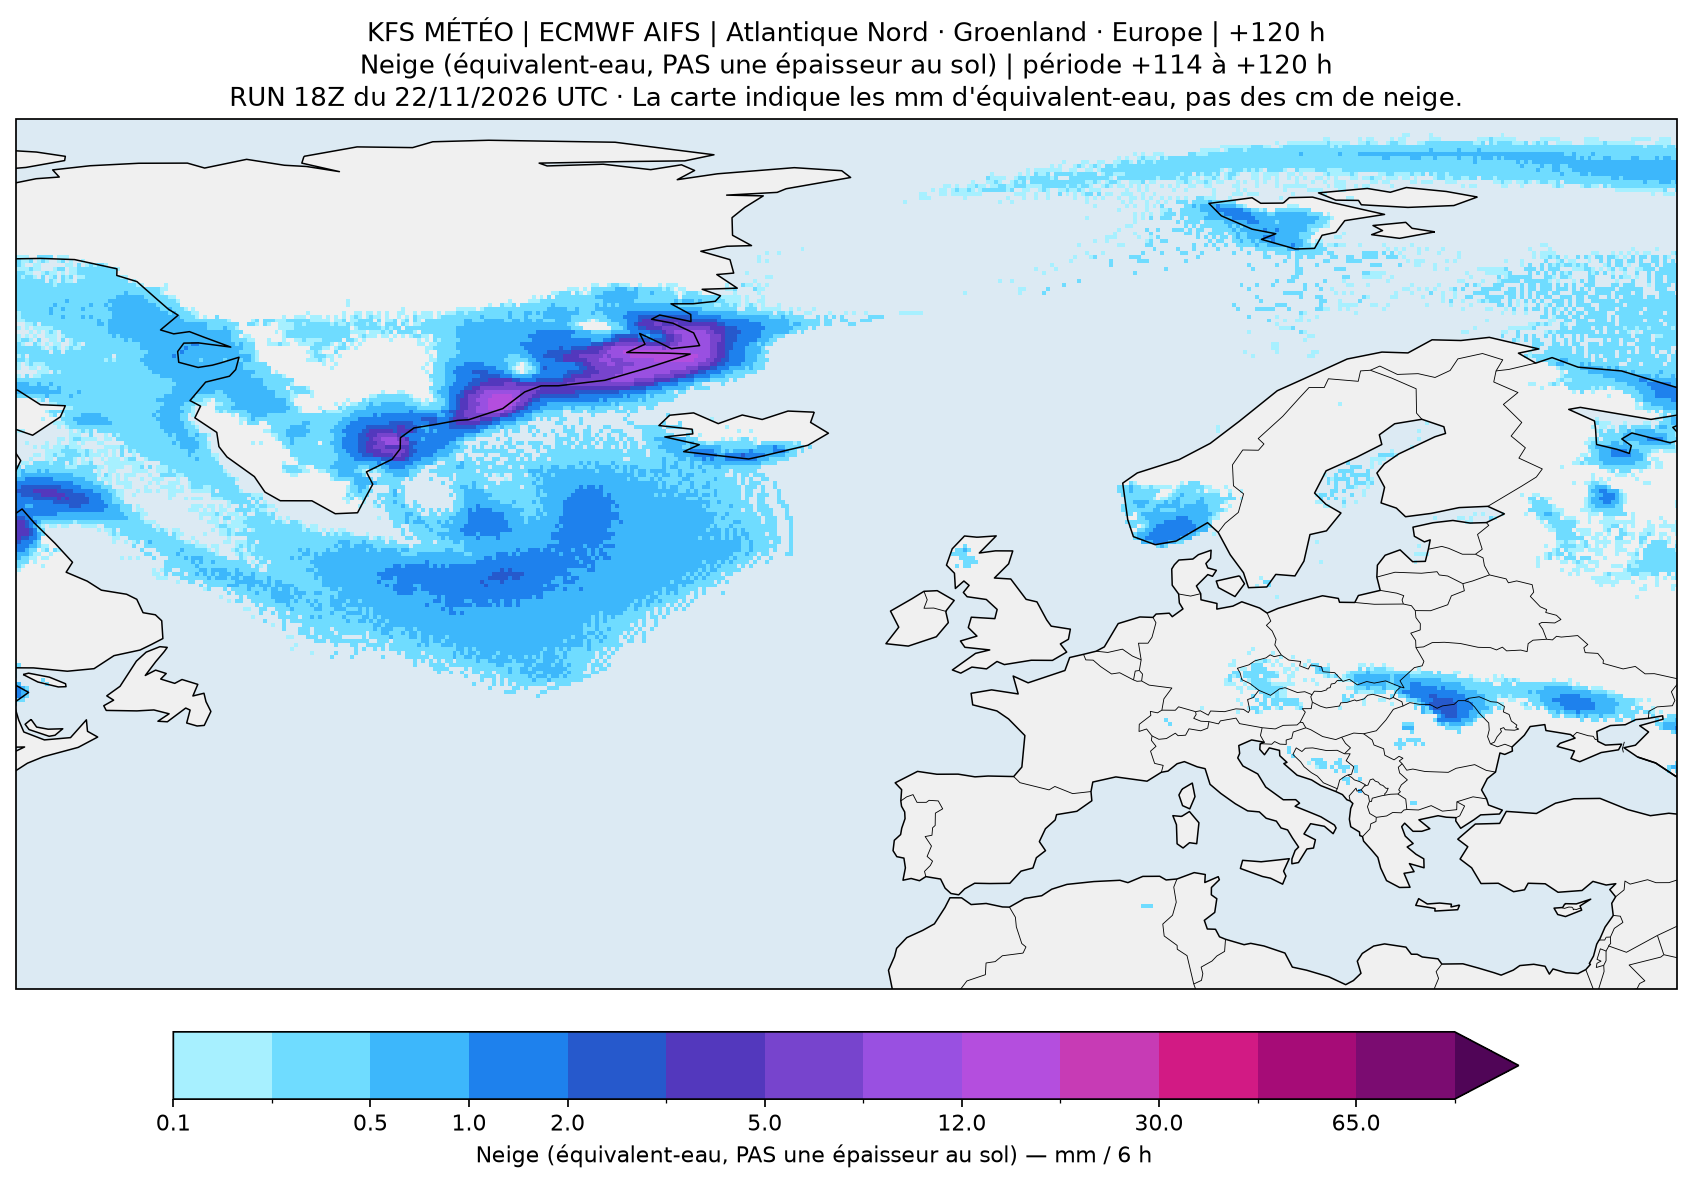 KFS MÉTÉO | ECMWF AIFS | Atlantique Nord · Groenland · Europe | +120 h
Neige (équivalent-eau, PAS une épaisseur au sol) | période +114 à +120 h
RUN 18Z du 22/11/2026 UTC · La carte indique les mm d'équivalent-eau, pas des cm de neige.
0.1 0.5 1.0 2.0 5.0 12.0 30.0 65.0
Neige (équivalent-eau, PAS une épaisseur au sol) — mm / 6 h